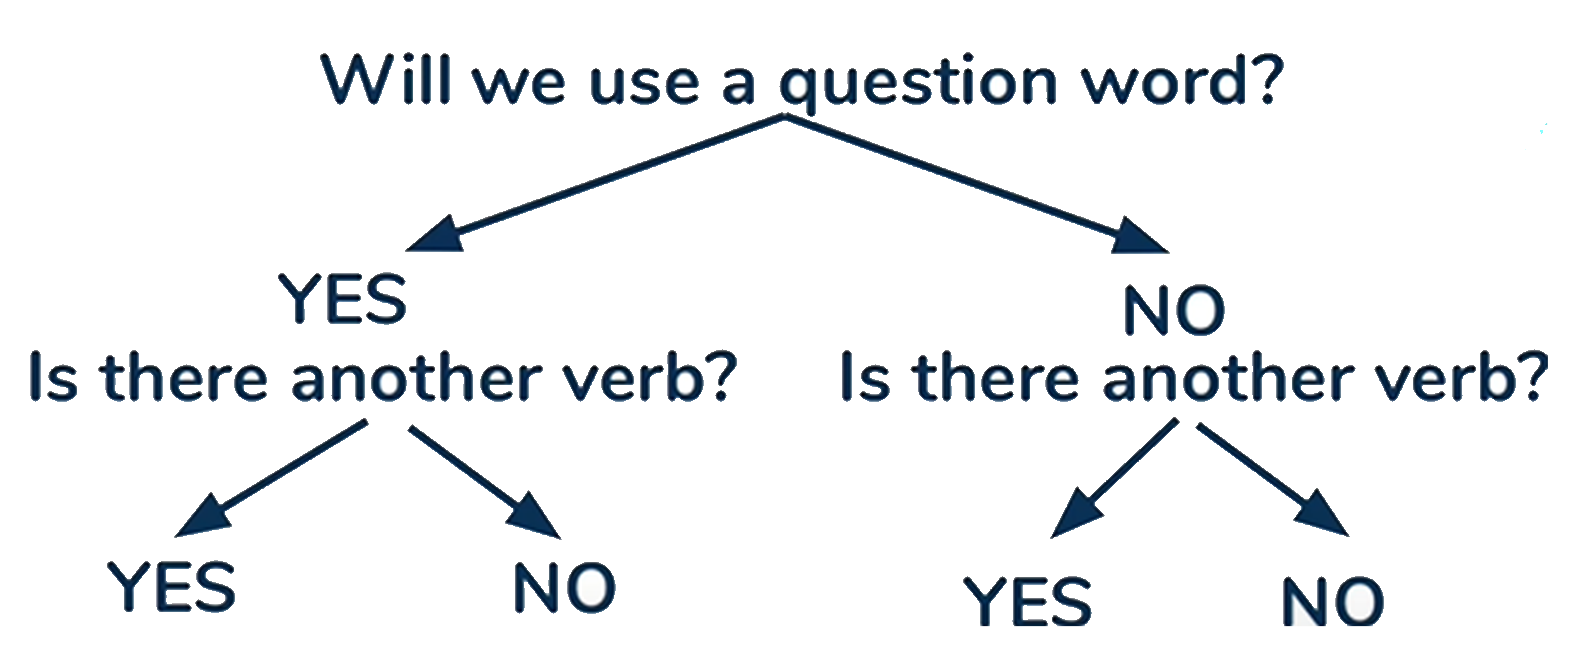 Will we use a question word?
YES
NO
Is there another verb?
Is there another verb?
YES
NO
YES
NO